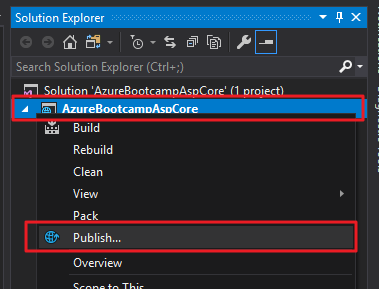 Solution Explorer
Search Solution Explorer (Ctrl+;)
Solution 'AzureBootcampAspCore' (1 project)
AzureBootcampAspCore
Build
Rebuild
Clean
View
Pack
Publish...
Overview
Scope to This